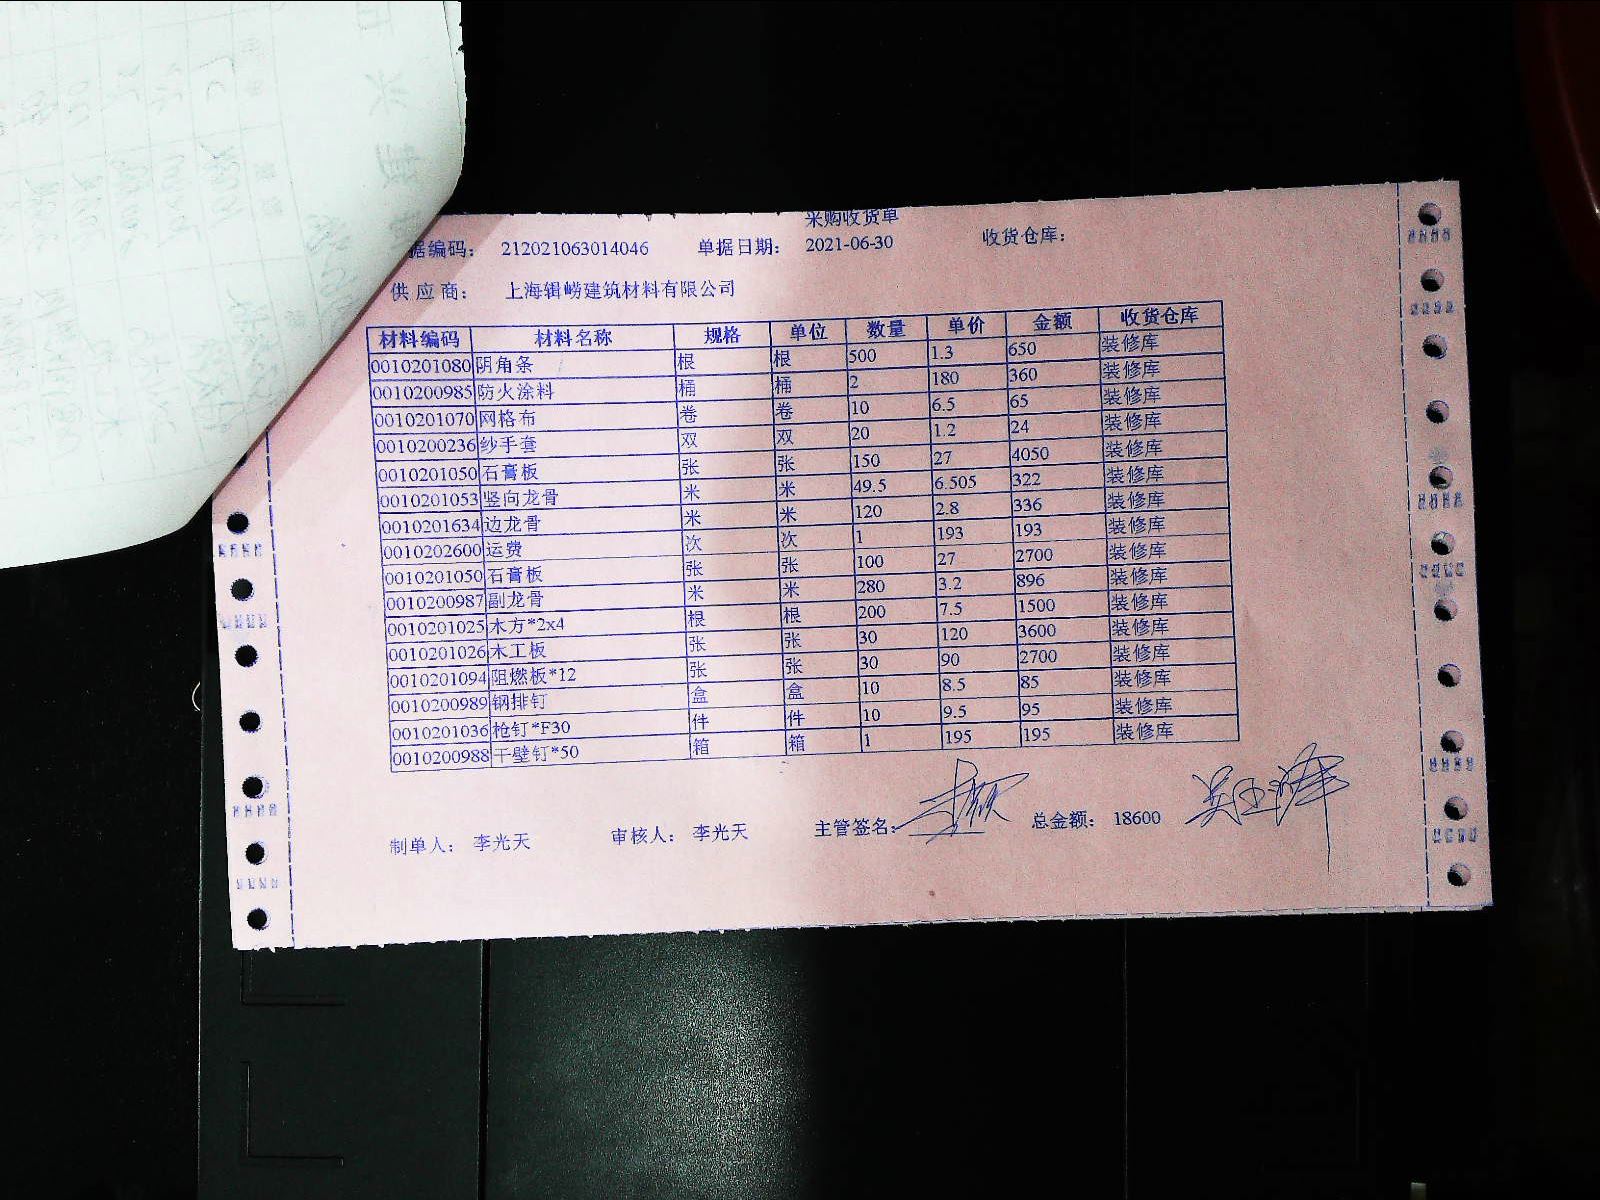 采购收货单
据编码： 212021063014046 单据日期： 2021-06-30 收货仓库：
供应商： 上海辑崂建筑材料有限公司
材料编码 材料名称 规格 单位 数量 单价 金额 收货仓库
0010201080 阴角条 根 根 500 1.3 650 装修库
0010200985 防火涂料 桶 桶 2 180 360 装修库
0010201070 网格布 卷 卷 10 6.5 65 装修库
0010200236 纱手套 双 双 20 1.2 24 装修库
0010201050 石膏板 张 张 150 27 4050 装修库
0010201053 竖向龙骨 米 米 49.5 6.505 322 装修库
0010201634 边龙骨 米 米 120 2.8 336 装修库
0010202600 运费 次 次 1 193 193 装修库
0010201050 石膏板 张 张 100 27 2700 装修库
0010200987 副龙骨 米 米 280 3.2 896 装修库
0010201025 木方*2x4 根 根 200 7.5 1500 装修库
0010201026 木工板 张 张 30 120 3600 装修库
0010201094 阻燃板*12 张 张 30 90 2700 装修库
0010200989 钢排钉 盒 盒 10 8.5 85 装修库
0010201036 枪钉*F30 件 件 10 9.5 95 装修库
0010200988 干壁钉*50 箱 箱 1 195 195 装修库
制单人： 李光天 审核人： 李光天 主管签名： 总金额： 18600